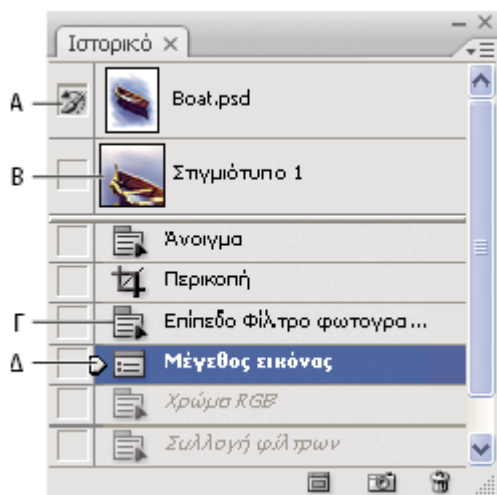 Ιστορικό
Α
Boat.psd
Β
Στιγμιότυπο 1
Άνοιγμα
Περικοπή
Γ
Επίπεδο Φίλτρο φωτογρα...
Δ
Μέγεθος εικόνας
Χρώμα RGB
Συλλογή φίλτρων